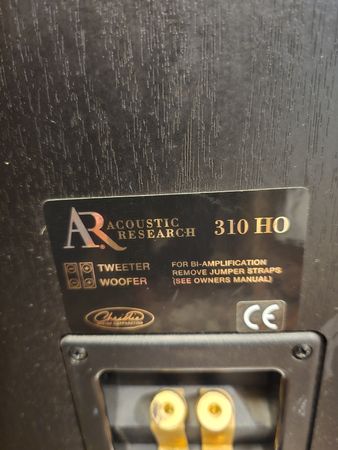 AR ACOUSTIC
RESEARCH
310 HO
TWEETER
WOOFER
FOR BI-AMPLIFICATION
REMOVE JUMPER STRAPS
(SEE OWNERS MANUAL)
CE